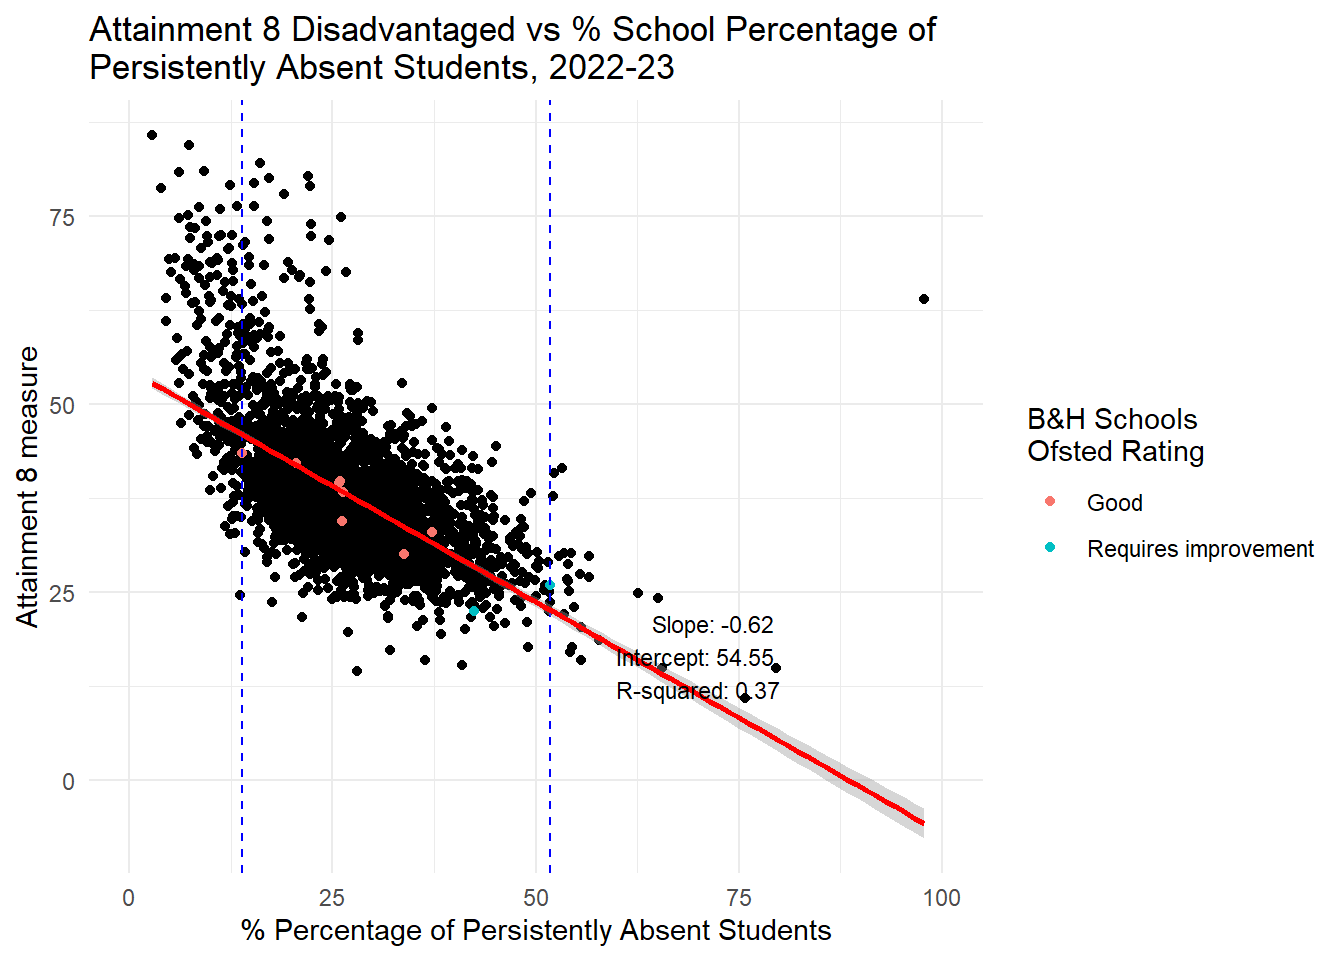 Attainment 8 Disadvantaged vs % School Percentage of
Persistently Absent Students, 2022-23
Attainment 8 measure
75
50
25
0
Slope: -0.62
Intercept: 54.55
R-squared: 0.37
0
25
50
75
100
% Percentage of Persistently Absent Students
B&H Schools
Ofsted Rating
Good
Requires improvement